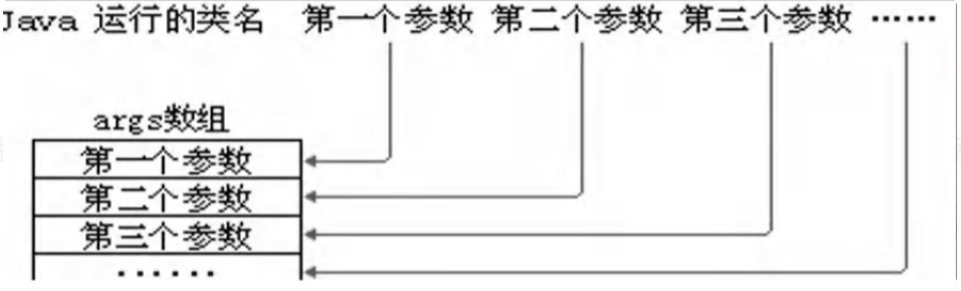 Java 运行的类名 第一个参数 第二个参数 第三个参数 ……
args数组
第一个参数
第二个参数
第三个参数
……